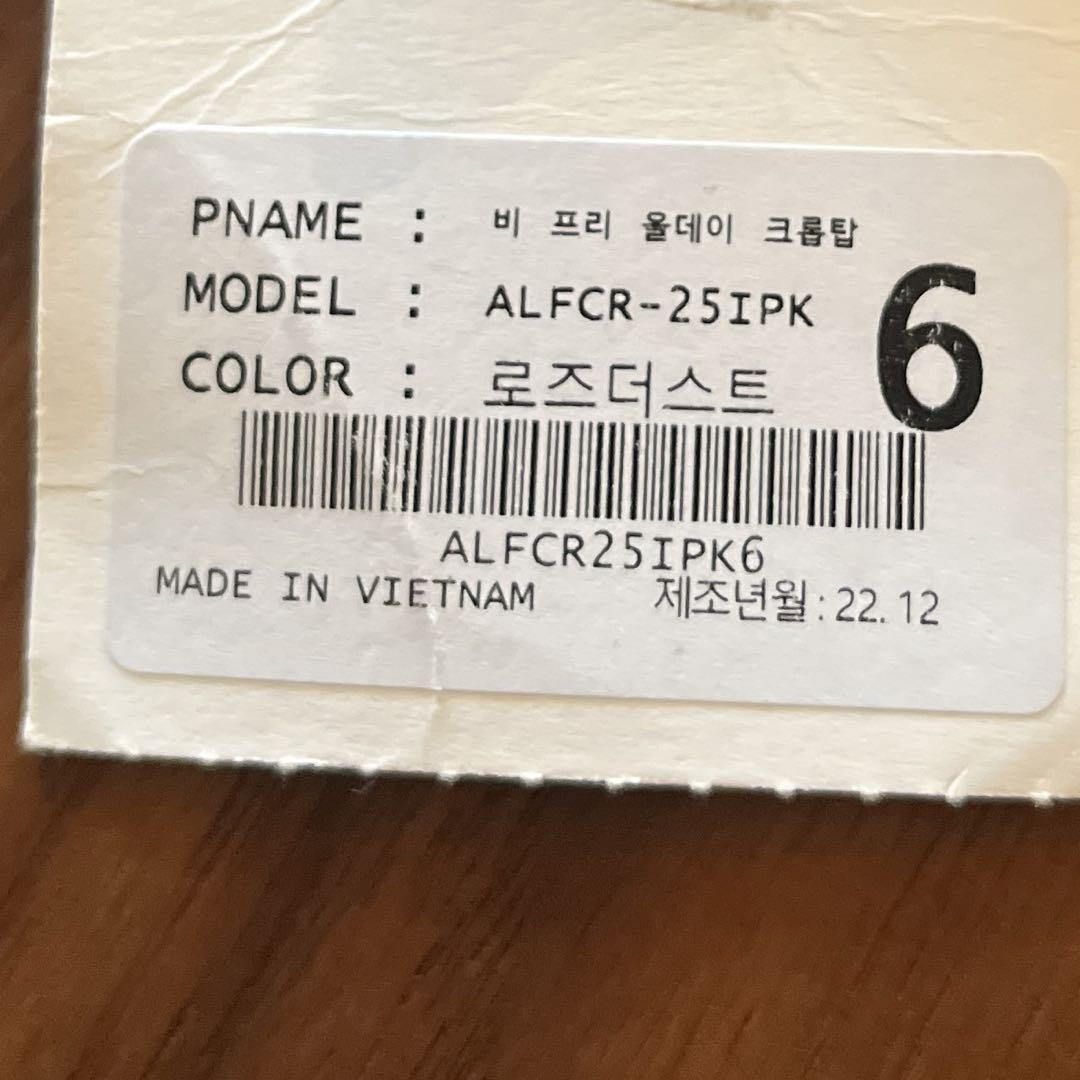 PNAME : 비 프리 올데이 크롭탑
MODEL : ALFCR-25IPK
6
COLOR : 로즈더스트
ALFCR25IPK6
MADE IN VIETNAM 제조년월:22.12